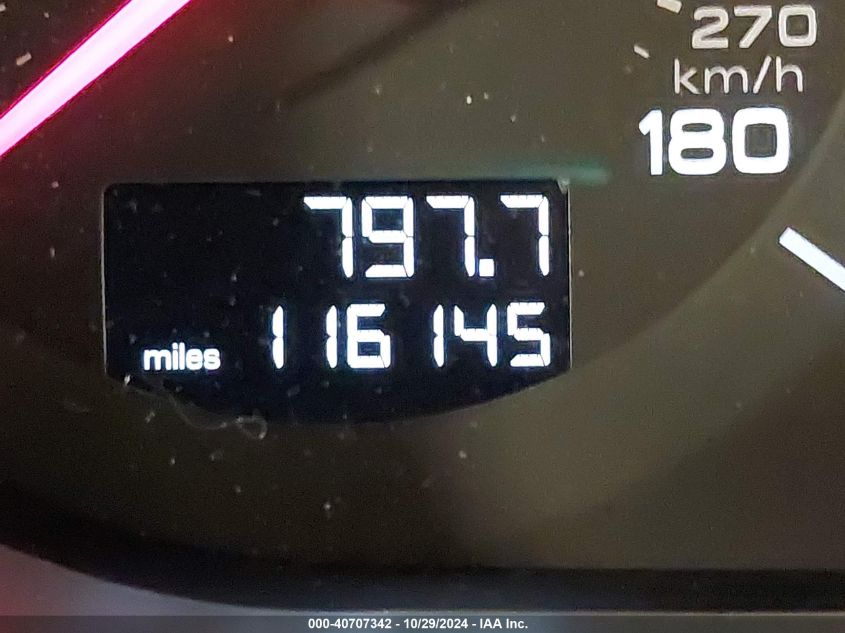 270
km/h
180
797.7
miles 116145
000-40707342 - 10/29/2024 - IAA Inc.